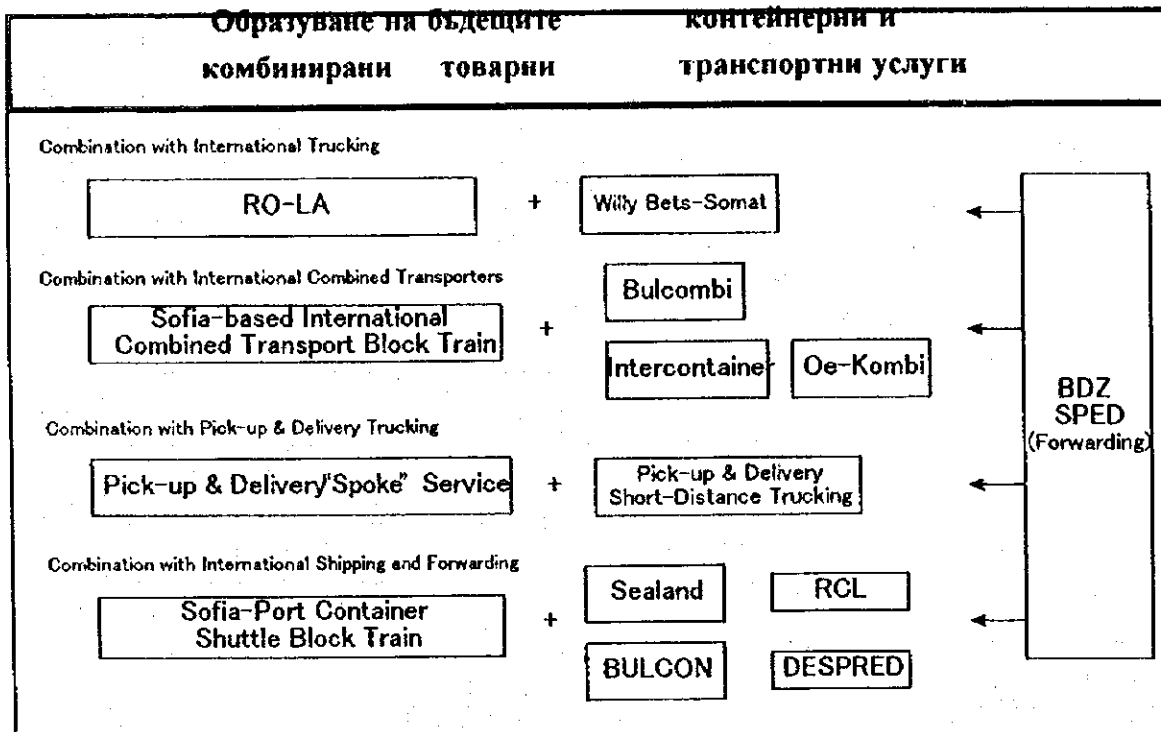 Образуване на бъдещите контейнерни и
комбинирани товарни транспортни услуги
Combination with International Trucking
RO-LA + Willy Bets-Somat
Combination with International Combined Transporters
Sofia-based International
Combined Transport Block Train
+
Bulcombi
Intercontainer
Oe-Kombi
Combination with Pick-up & Delivery Trucking
Pick-up & Delivery"Spoke" Service
+
Pick-up & Delivery
Short-Distance Trucking
Combination with International Shipping and Forwarding
Sofia-Port Container
Shuttle Block Train
+
Sealand
RCL
BULCON
DESPRED
BDZ
SPED
(Forwarding)